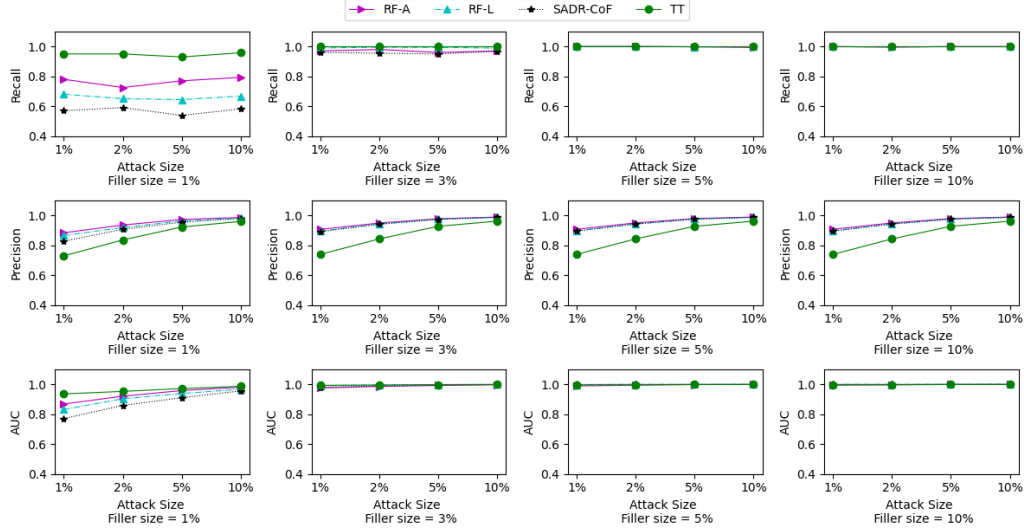 RF-A RF-L SADR-CoF TT
1.0 0.8 0.6 0.4
Recall
1% 2% 5% 10%
Attack Size
Filler size = 1%
1.0 0.8 0.6 0.4
Recall
1% 2% 5% 10%
Attack Size
Filler size = 3%
1.0 0.8 0.6 0.4
Recall
1% 2% 5% 10%
Attack Size
Filler size = 5%
1.0 0.8 0.6 0.4
Recall
1% 2% 5% 10%
Attack Size
Filler size = 10%
1.0 0.8 0.6 0.4
Precision
1% 2% 5% 10%
Attack Size
Filler size = 1%
1.0 0.8 0.6 0.4
Precision
1% 2% 5% 10%
Attack Size
Filler size = 3%
1.0 0.8 0.6 0.4
Precision
1% 2% 5% 10%
Attack Size
Filler size = 5%
1.0 0.8 0.6 0.4
Precision
1% 2% 5% 10%
Attack Size
Filler size = 10%
1.0 0.8 0.6 0.4
AUC
1% 2% 5% 10%
Attack Size
Filler size = 1%
1.0 0.8 0.6 0.4
AUC
1% 2% 5% 10%
Attack Size
Filler size = 3%
1.0 0.8 0.6 0.4
AUC
1% 2% 5% 10%
Attack Size
Filler size = 5%
1.0 0.8 0.6 0.4
AUC
1% 2% 5% 10%
Attack Size
Filler size = 10%